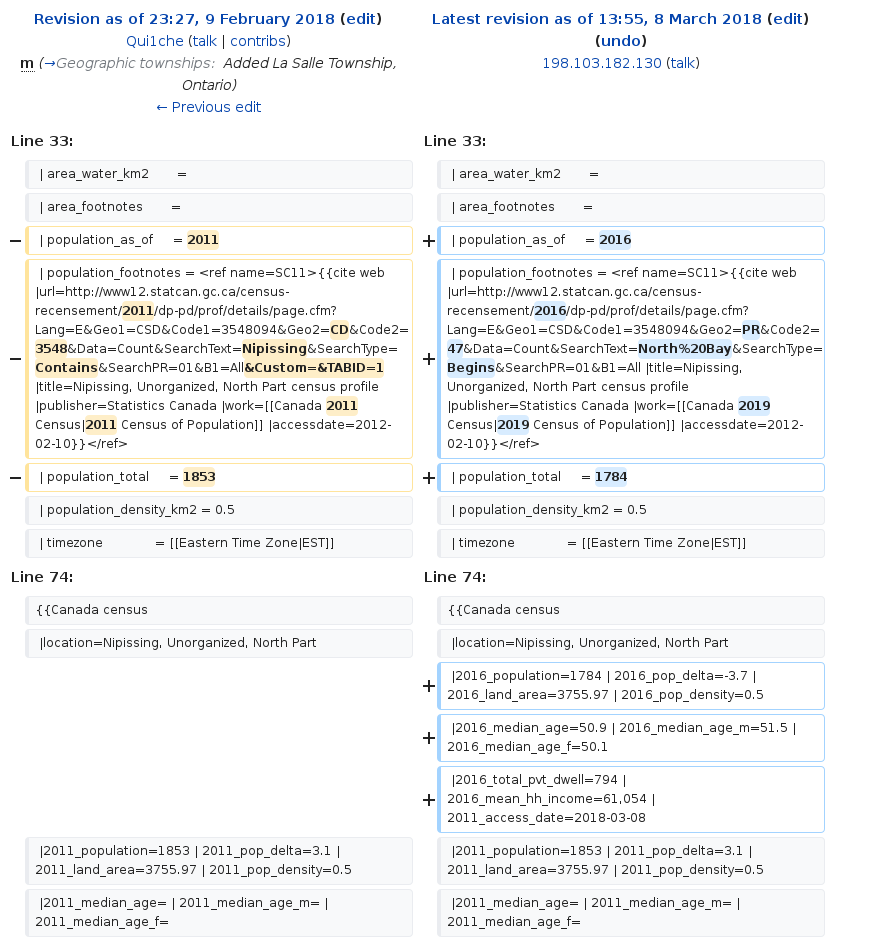 Revision as of 23:27, 9 February 2018 (edit)
Qui1che (talk | contribs)
m (→Geographic townships: Added La Salle Township,
Ontario)
← Previous edit
Latest revision as of 13:55, 8 March 2018 (edit)
(undo)
198.103.182.130 (talk)
Line 33:
Line 33:
| area_water_km2 =
| area_water_km2 =
| area_footnotes =
| area_footnotes =
− | population_as_of = 2011
+ | population_as_of = 2016
− | population_footnotes = <ref name=SC11>{{cite web
|url=http://www12.statcan.gc.ca/census-
recensement/2011/dp-pd/prof/details/page.cfm?
Lang=E&Geo1=CSD&Code1=3548094&Geo2=CD&Code2=
3548&Data=Count&SearchText=Nipissing&SearchType=
Contains&SearchPR=01&B1=All&Custom=&TABID=1
|title=Nipissing, Unorganized, North Part census profile
|publisher=Statistics Canada |work=[[Canada 2011
Census|2011 Census of Population]] |accessdate=2012-
02-10}}</ref>
+ | population_footnotes = <ref name=SC11>{{cite web
|url=http://www12.statcan.gc.ca/census-
recensement/2016/dp-pd/prof/details/page.cfm?
Lang=E&Geo1=CSD&Code1=3548094&Geo2=PR&Code2=
47&Data=Count&SearchText=North%20Bay&SearchType=
Begins&SearchPR=01&B1=All |title=Nipissing,
Unorganized, North Part census profile
|publisher=Statistics Canada |work=[[Canada 2019
Census|2019 Census of Population]] |accessdate=2012-
02-10}}</ref>
− | population_total = 1853
+ | population_total = 1784
| population_density_km2 = 0.5
| population_density_km2 = 0.5
| timezone = [[Eastern Time Zone|EST]]
| timezone = [[Eastern Time Zone|EST]]
Line 74:
Line 74:
{{Canada census
{{Canada census
|location=Nipissing, Unorganized, North Part
|location=Nipissing, Unorganized, North Part
+ |2016_population=1784 | 2016_pop_delta=-3.7 |
2016_land_area=3755.97 | 2016_pop_density=0.5
+ |2016_median_age=50.9 | 2016_median_age_m=51.5 |
2016_median_age_f=50.1
+ |2016_total_pvt_dwell=794 |
2016_mean_hh_income=61,054 |
2011_access_date=2018-03-08
|2011_population=1853 | 2011_pop_delta=3.1 |
2011_land_area=3755.97 | 2011_pop_density=0.5
|2011_population=1853 | 2011_pop_delta=3.1 |
2011_land_area=3755.97 | 2011_pop_density=0.5
|2011_median_age= | 2011_median_age_m= |
2011_median_age_f=
|2011_median_age= | 2011_median_age_m= |
2011_median_age_f=